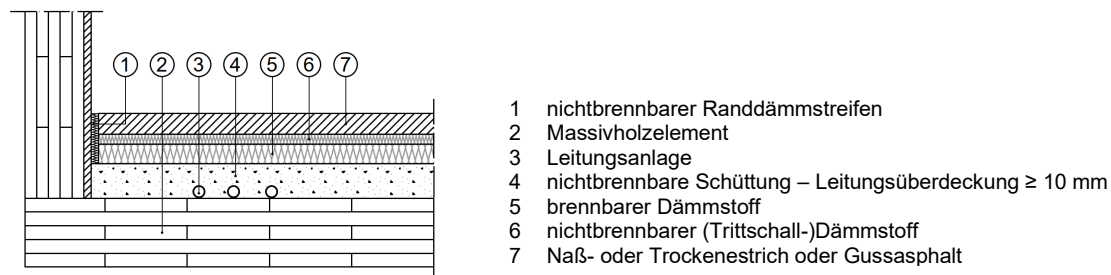 1 2 3 4 5 6 7
1 nichtbrennbarer Randdämmstreifen
2 Massivholzelement
3 Leitungsanlage
4 nichtbrennbare Schüttung – Leitungsüberdeckung ≥ 10 mm
5 brennbarer Dämmstoff
6 nichtbrennbarer (Trittschall-)Dämmstoff
7 Naß- oder Trockenestrich oder Gussasphalt